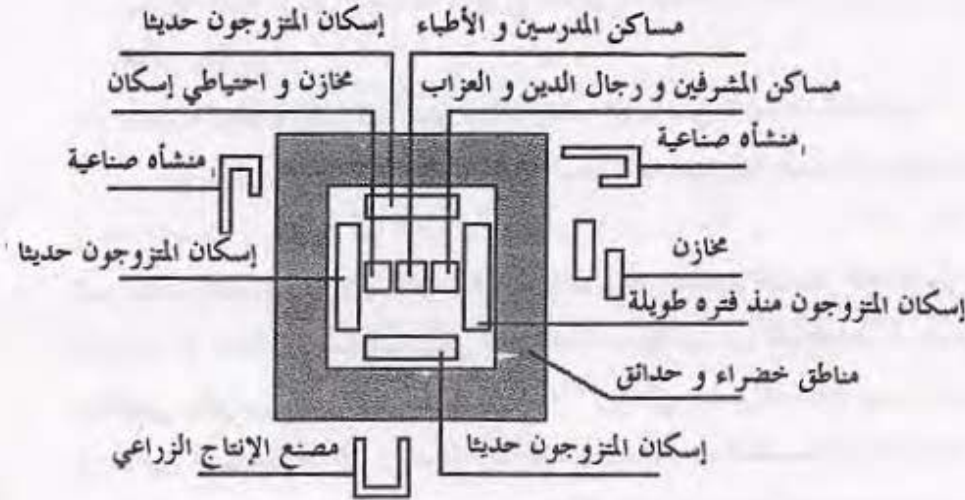 مساكن المدرسين و الأطباء
إسكان المتزوجون حديثا
مساكن المشرفين و رجال الدين و العزاب
مخازن و احتياطي إسكان
منشأه صناعية
منشأه صناعية
مخازن
إسكان المتزوجون حديثا
إسكان المتزوجون منذ فتره طويلة
مناطق خضراء و حدائق
إسكان المتزوجون حديثا
مصنع الإنتاج الزراعي